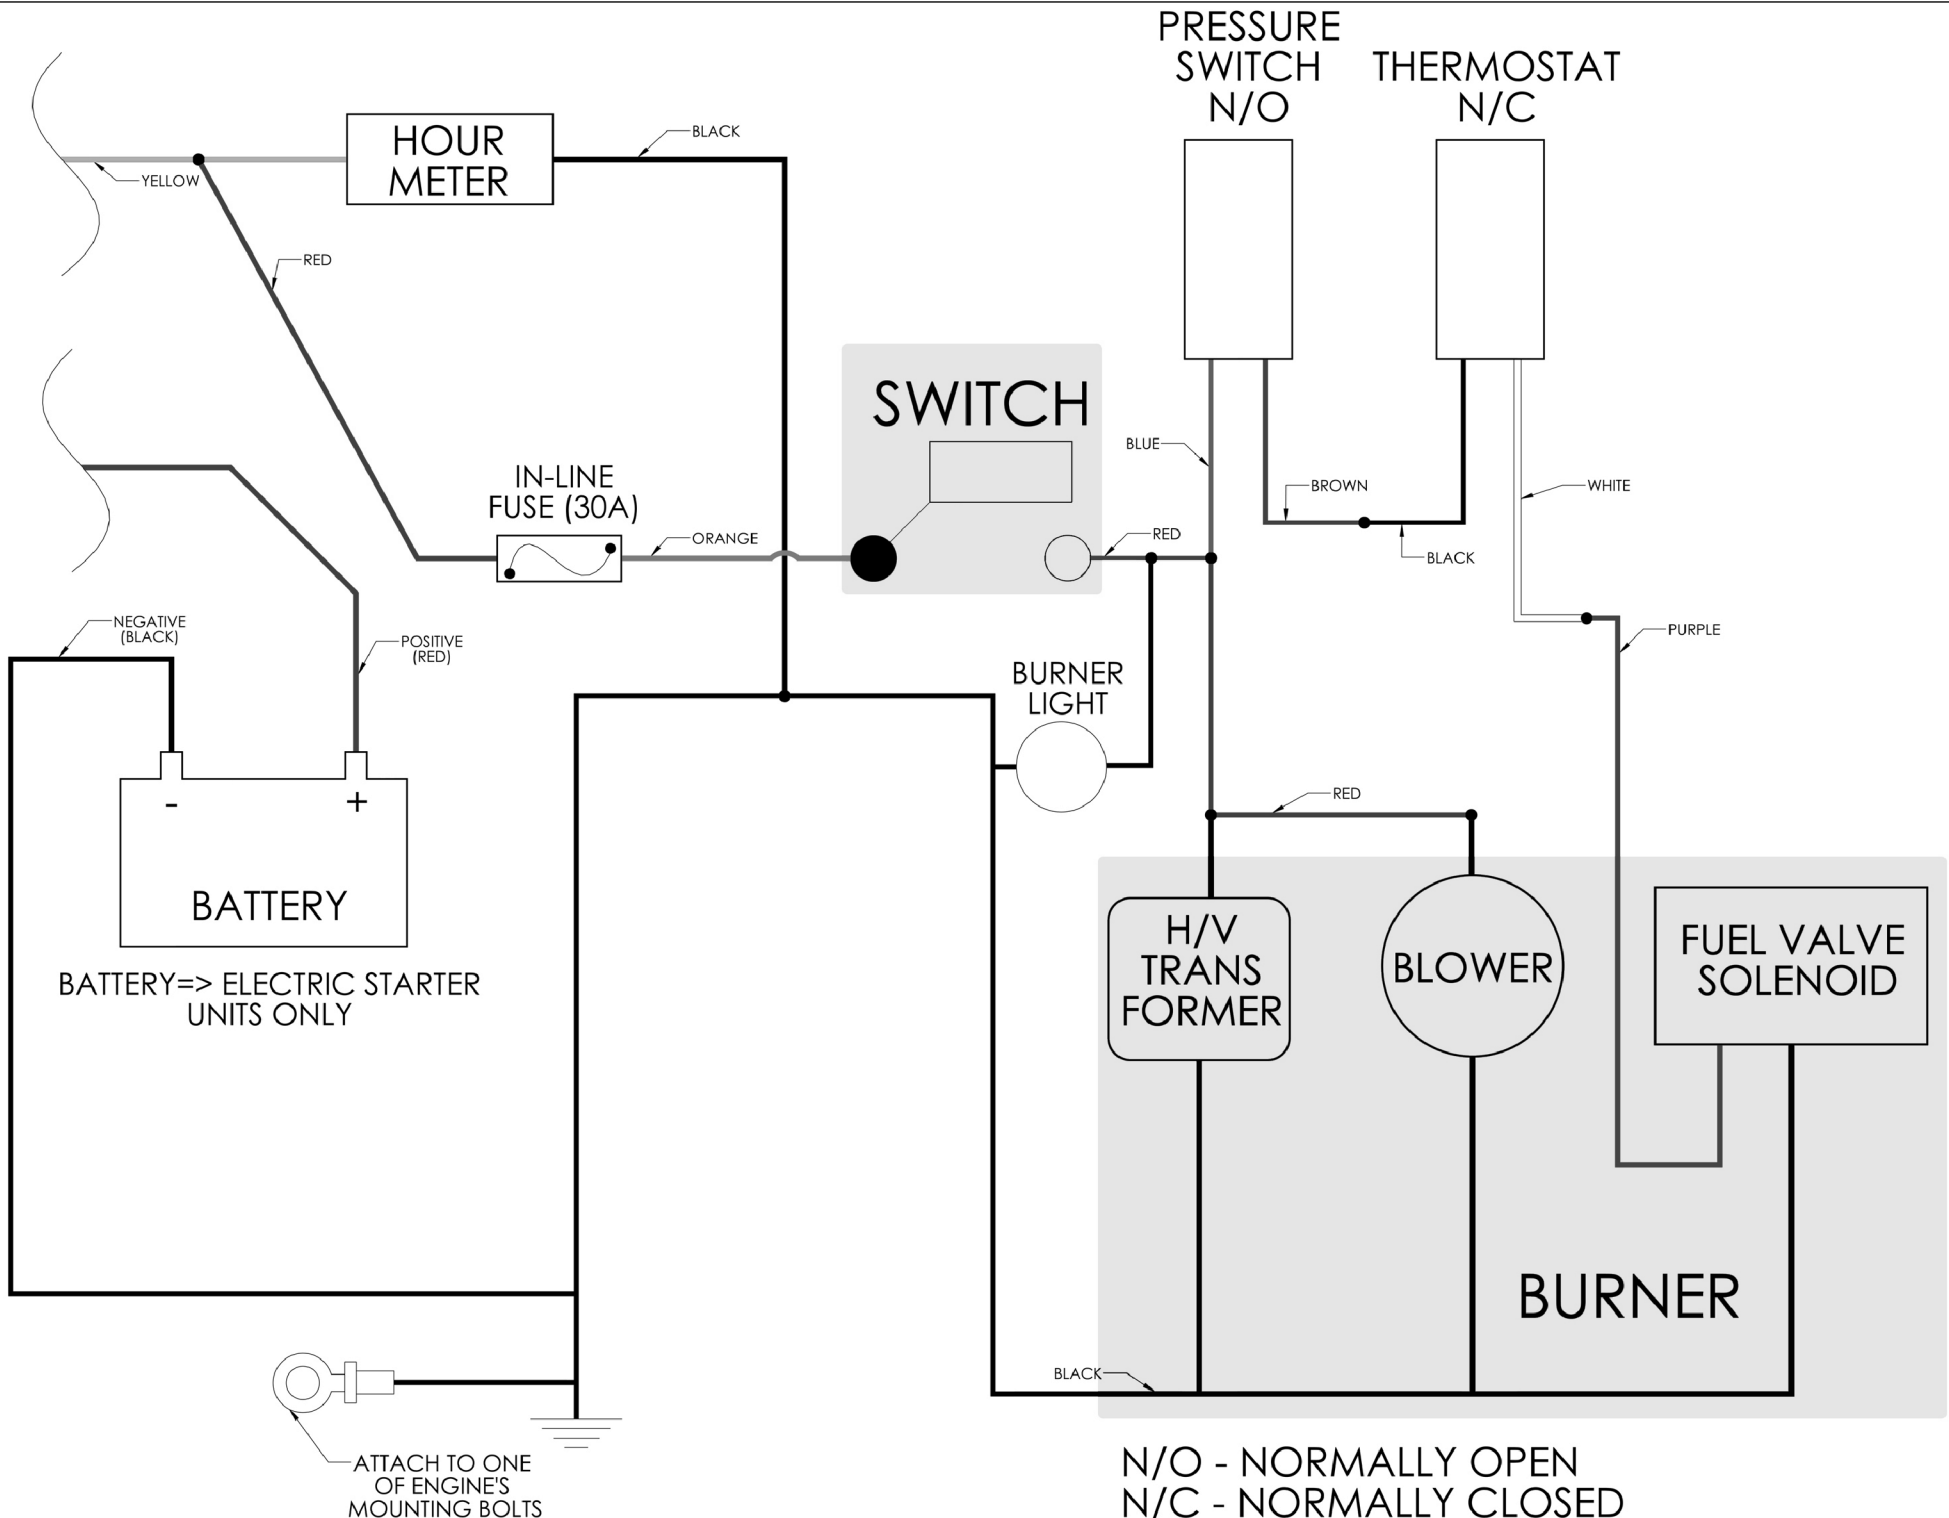 PRESSURE
SWITCH
N/O
THERMOSTAT
N/C
HOUR
METER
BLACK
YELLOW
RED
SWITCH
BLUE
IN-LINE
FUSE (30A)
BROWN
WHITE
ORANGE
RED
BLACK
NEGATIVE
(BLACK)
POSITIVE
(RED)
PURPLE
BURNER
LIGHT
- +
BATTERY
RED
H/V
TRANS
FORMER
BLOWER
FUEL VALVE
SOLENOID
BATTERY=> ELECTRIC STARTER
UNITS ONLY
BURNER
BLACK
ATTACH TO ONE
OF ENGINE'S
MOUNTING BOLTS
N/O - NORMALLY OPEN
N/C - NORMALLY CLOSED